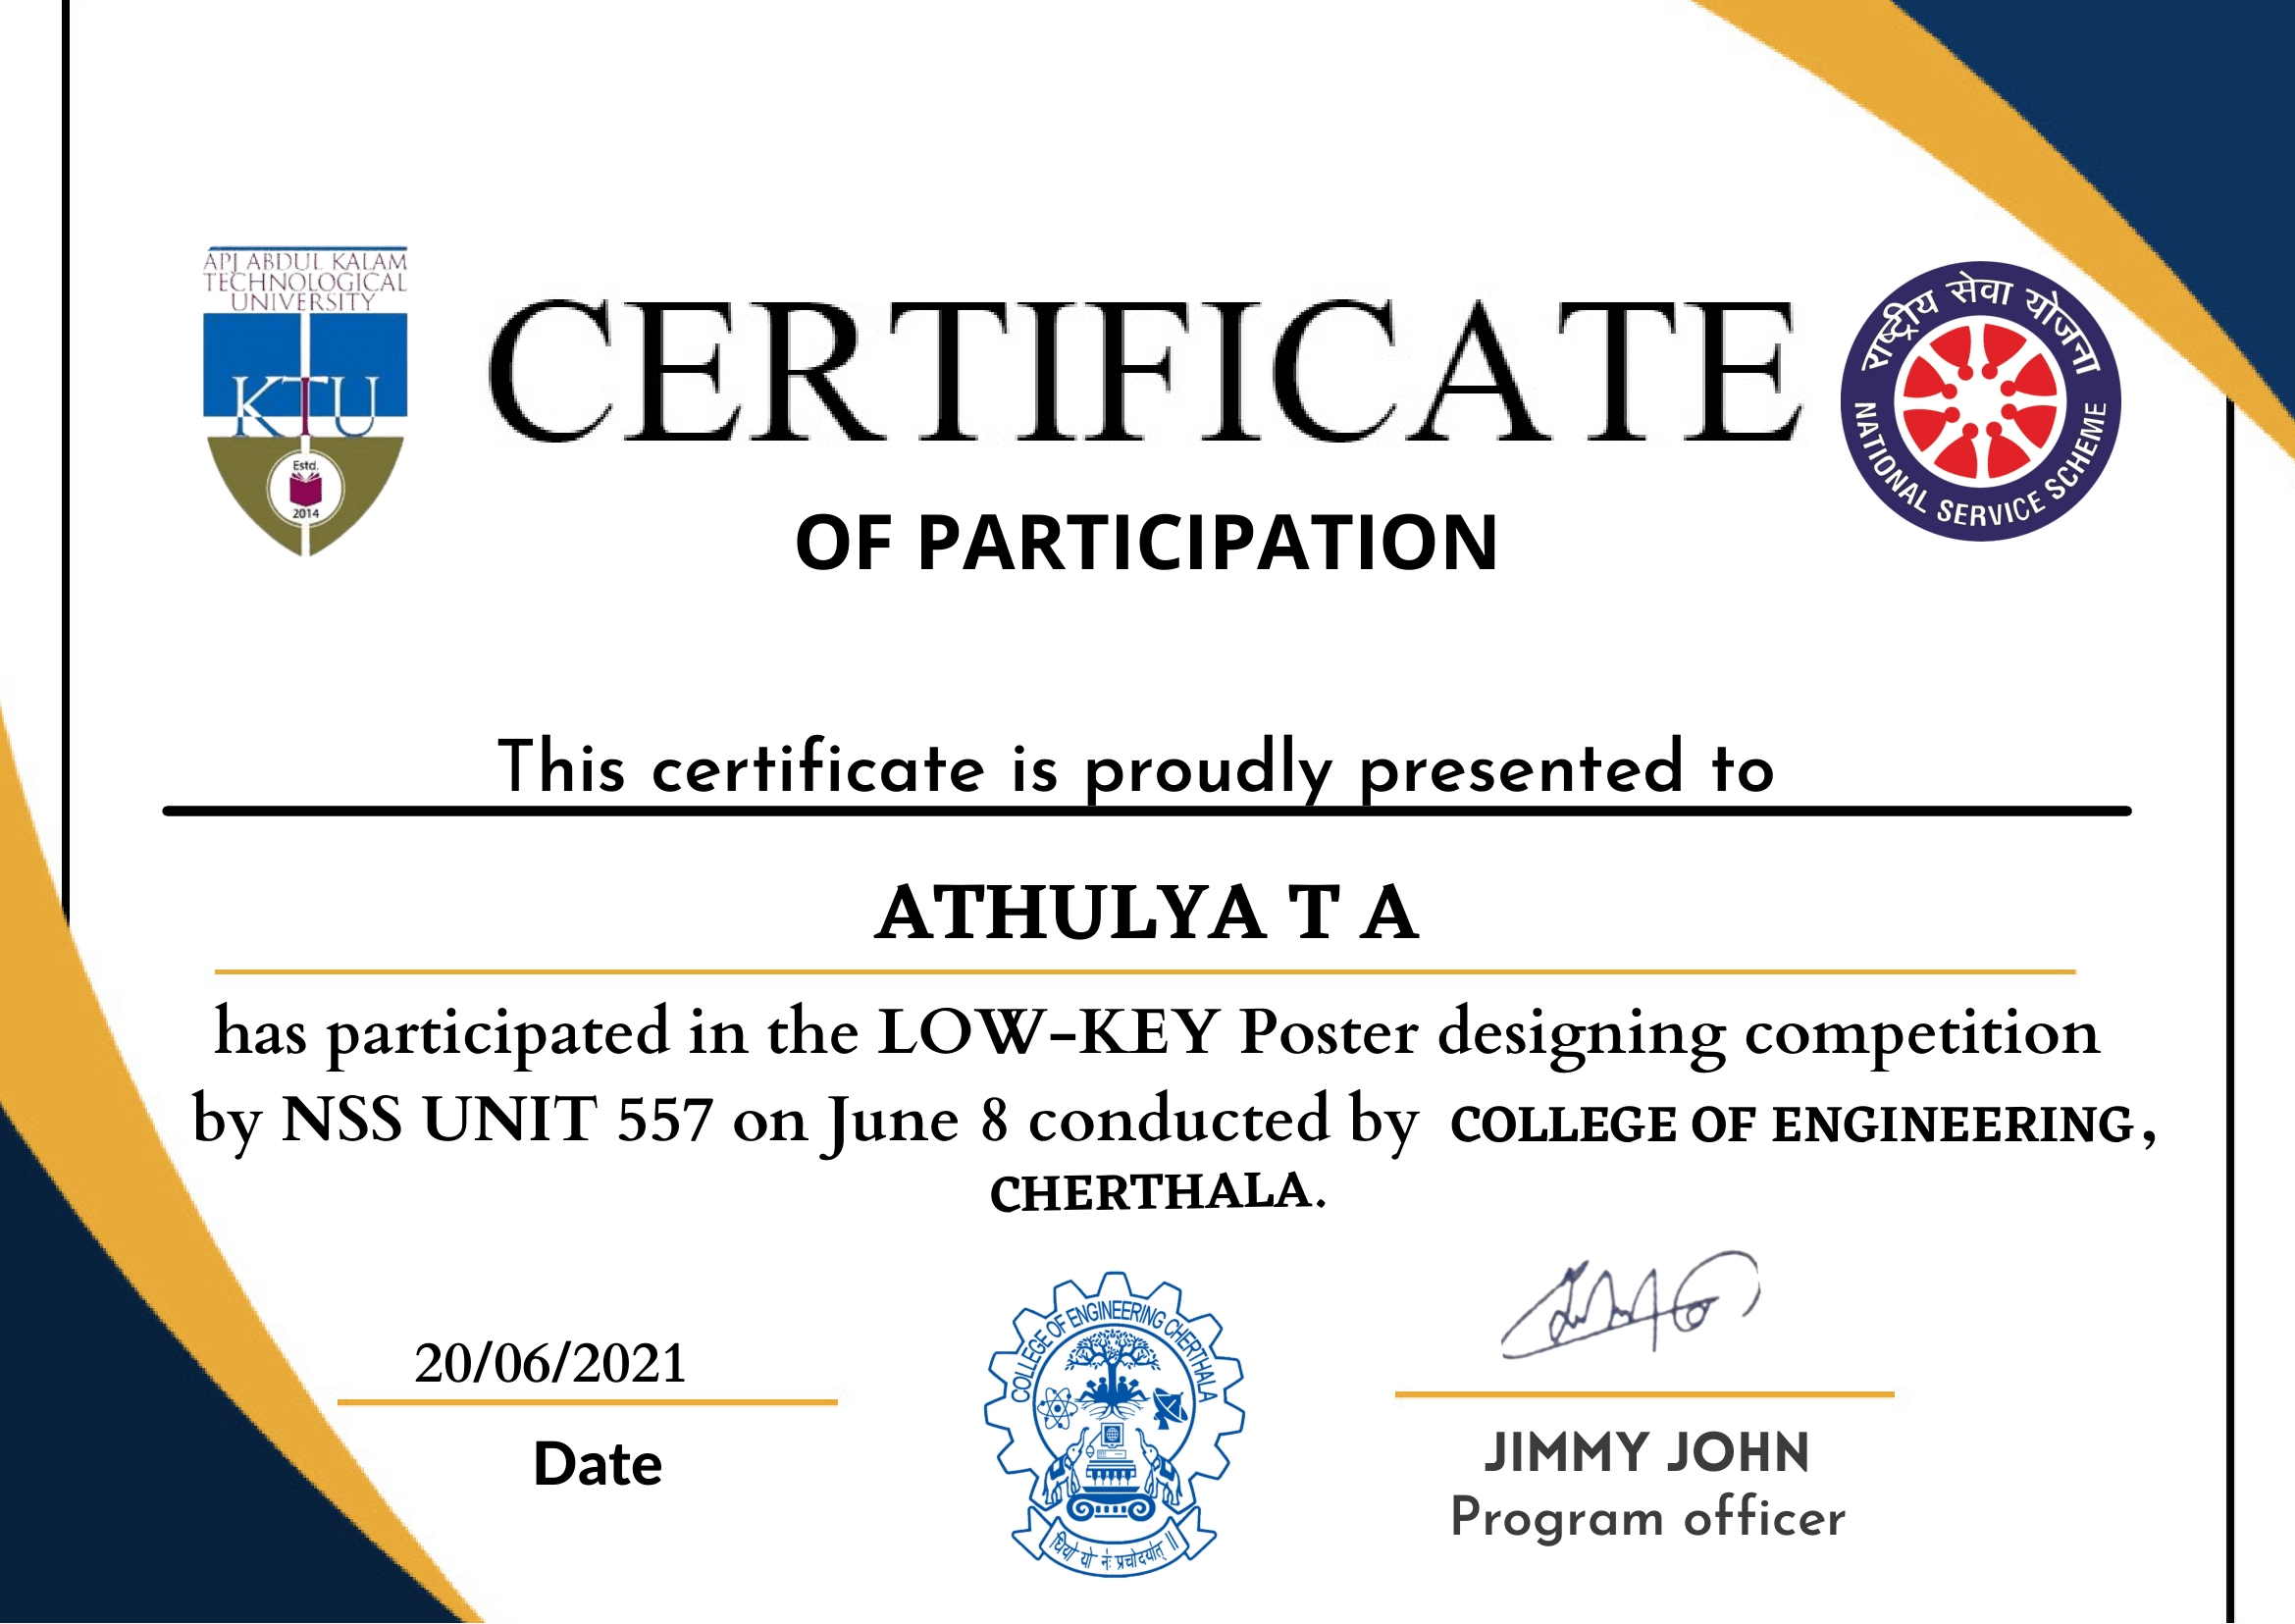 APJ ABDUL KALAM
TECHNOLOGICAL
UNIVERSITY
KTU
Estd.
2014
CERTIFICATE
राष्ट्रीय सेवा योजना
NATIONAL SERVICE SCHEME
OF PARTICIPATION
This certificate is proudly presented to
ATHULYA T A
has participated in the LOW-KEY Poster designing competition
by NSS UNIT 557 on June 8 conducted by COLLEGE OF ENGINEERING,
CHERTHALA.
20/06/2021
Date
COLLEGE OF ENGINEERING CHERTHALA
धियो यो नः प्रचोदयात् ||
JIMMY JOHN
Program officer